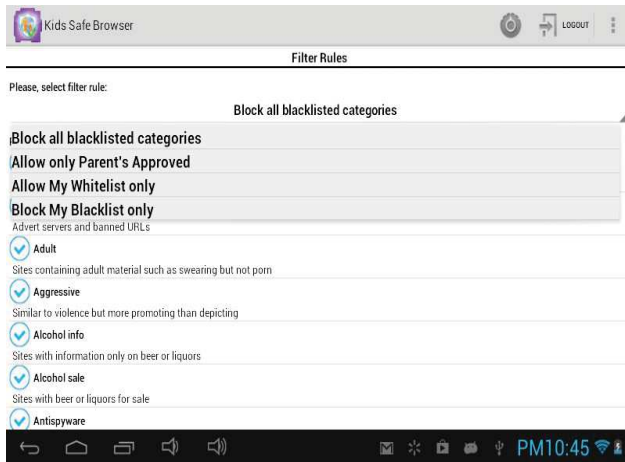 Kids Safe Browser
LOGOUT
Filter Rules
Please, select filter rule:
Block all blacklisted categories
Block all blacklisted categories
Allow only Parent's Approved
Allow My Whitelist only
Block My Blacklist only
Advert servers and banned URLs
Adult
Sites containing adult material such as swearing but not porn
Aggressive
Similar to violence but more promoting than depicting
Alcohol info
Sites with information only on beer or liquors
Alcohol sale
Sites with beer or liquors for sale
Antispyware
PM10:45